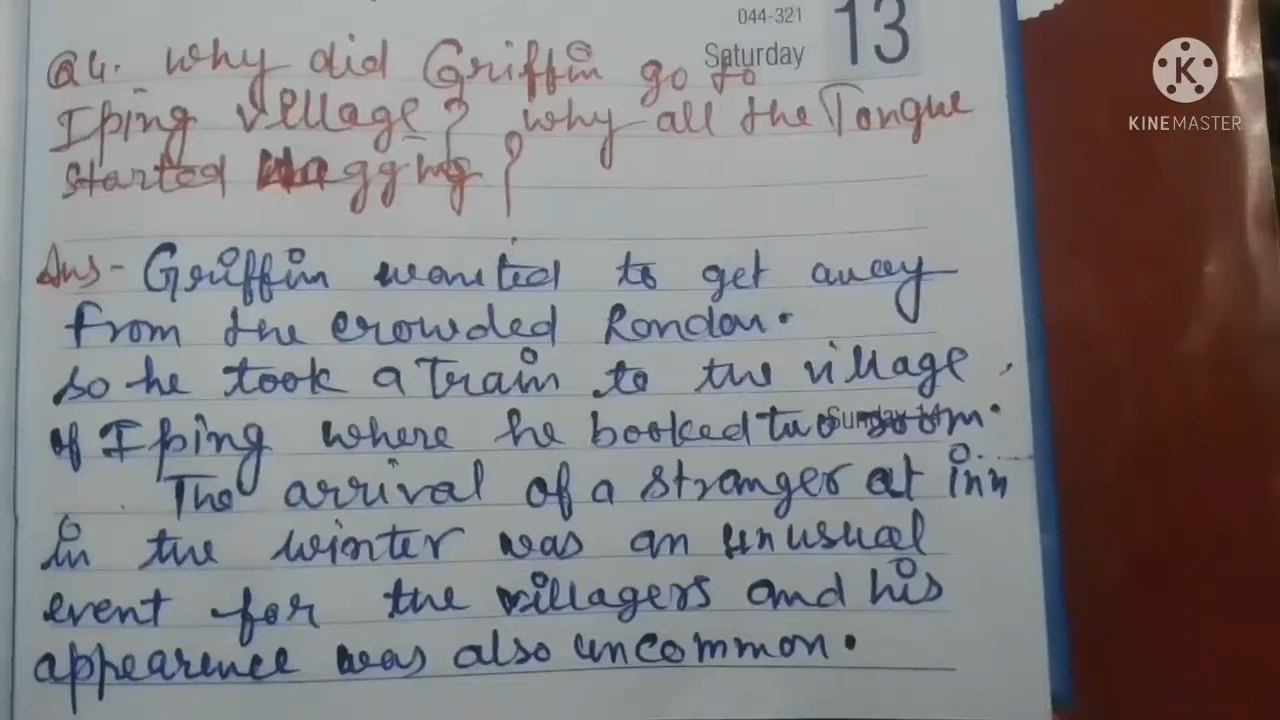 044-321
Saturday 13
KINEMASTER
Q4. Why did Griffin go to
Iping village? why all the Tongue
started wagging?
Ans- Griffin wanted to get away
from the crowded London.
so he took a Train to the village
of Iping where he booked two room.
Sunday 14
The arrival of a stranger at inn
in the winter was an unusual
event for the villagers and his
appearence was also uncommon.